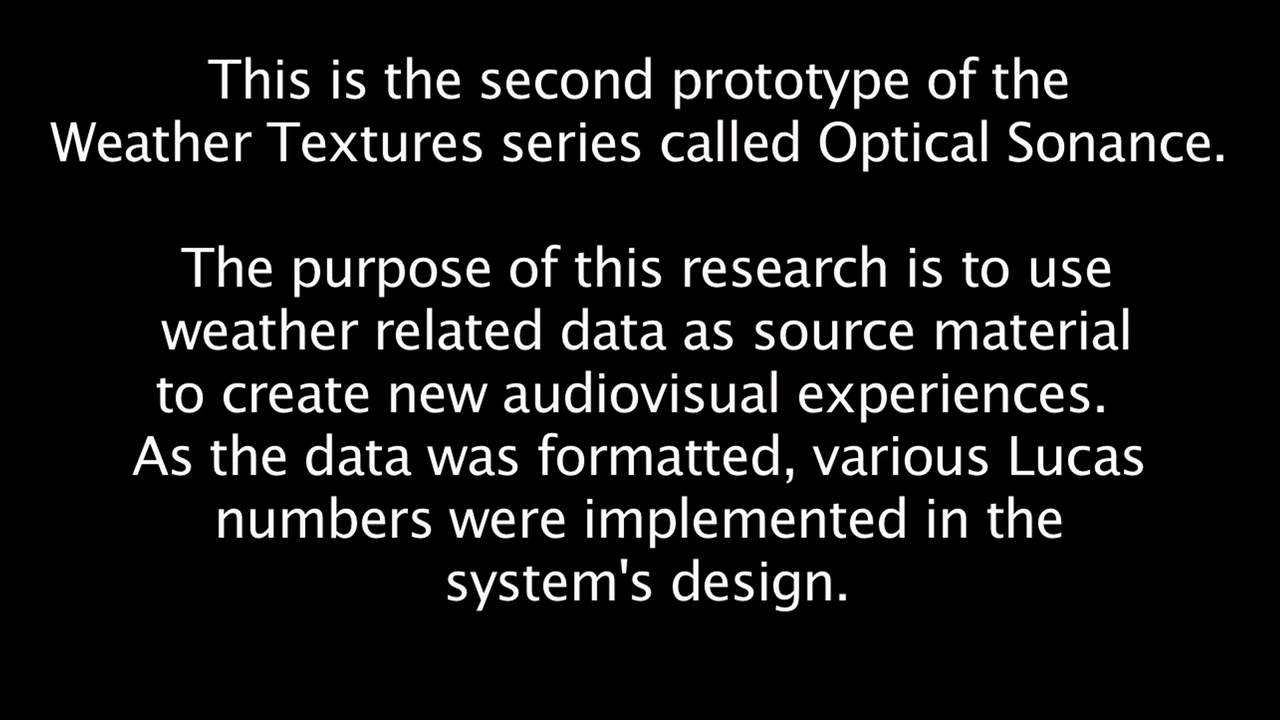 This is the second prototype of the
Weather Textures series called Optical Sonance.
The purpose of this research is to use
weather related data as source material
to create new audiovisual experiences.
As the data was formatted, various Lucas
numbers were implemented in the
system's design.